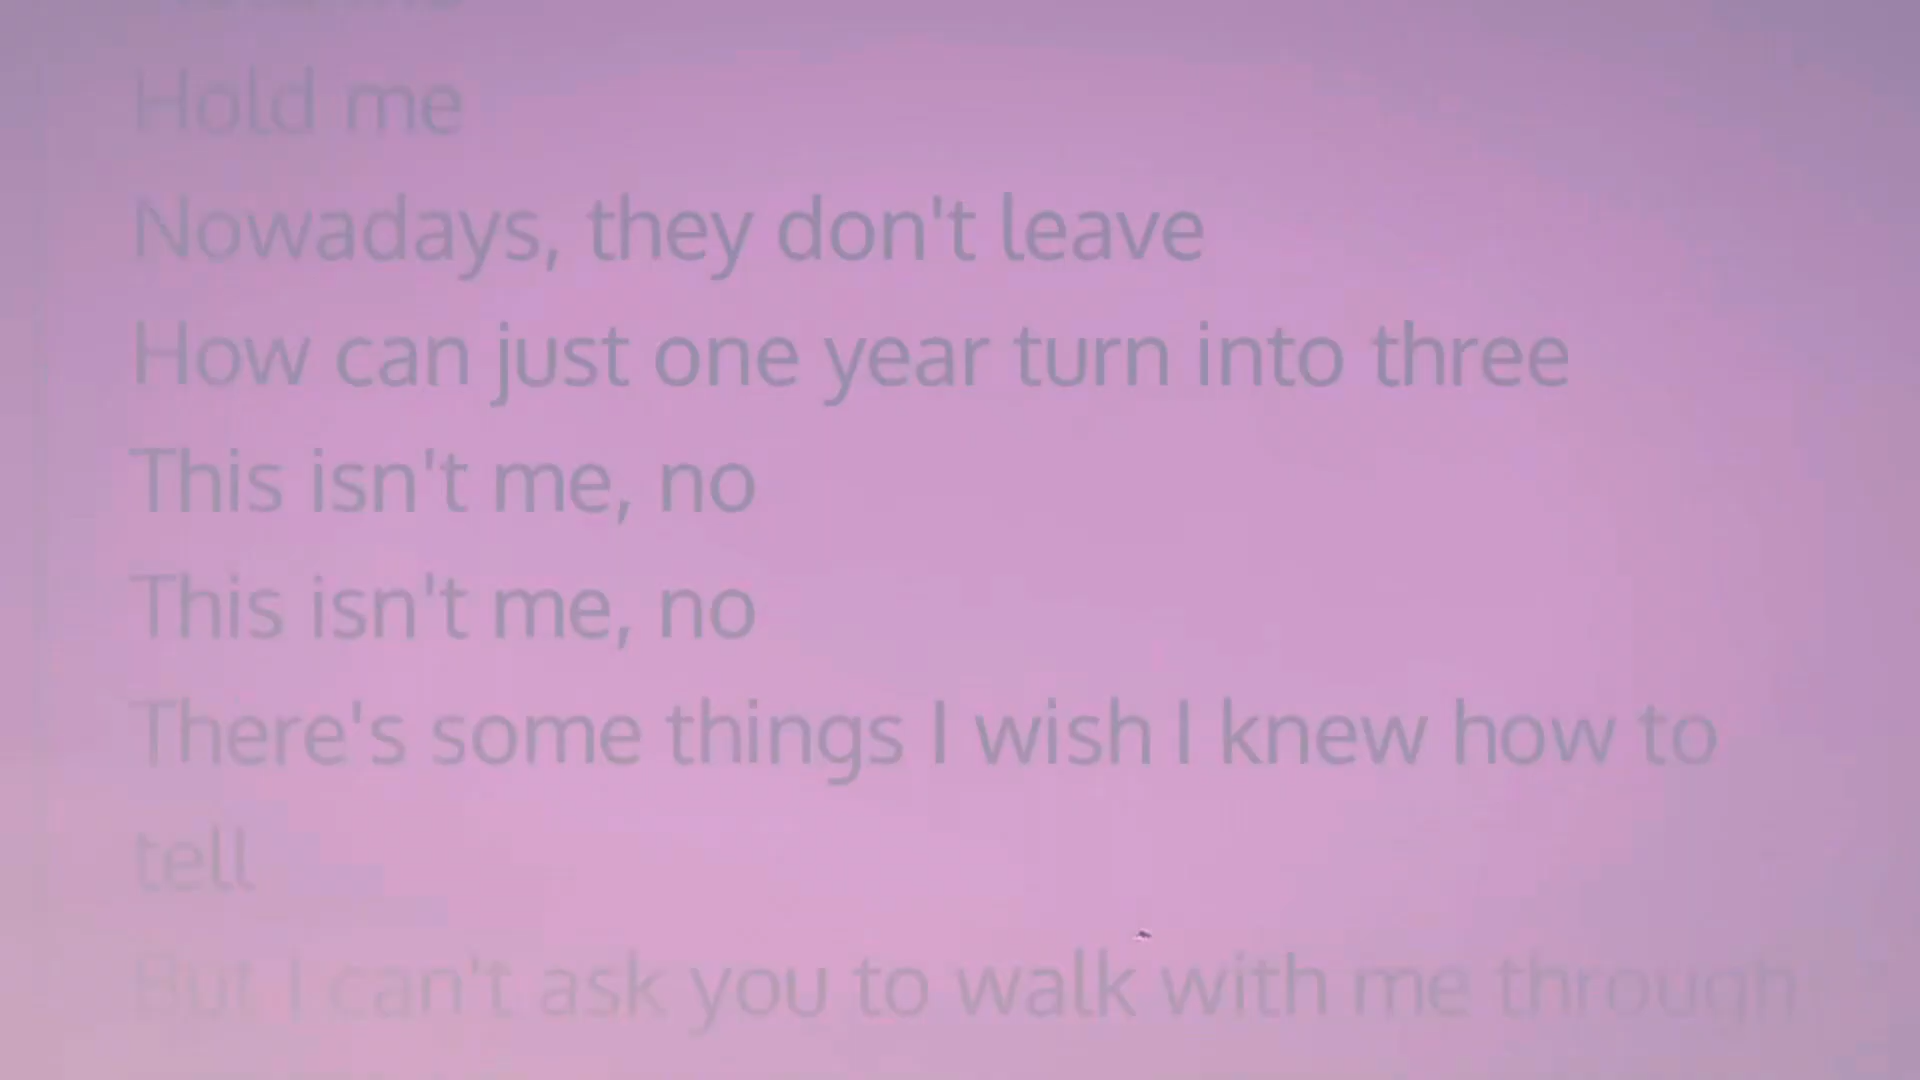 Hold me
Nowadays, they don't leave
How can just one year turn into three
This isn't me, no
This isn't me, no
There's some things I wish I knew how to
tell
But I can't ask you to walk with me through